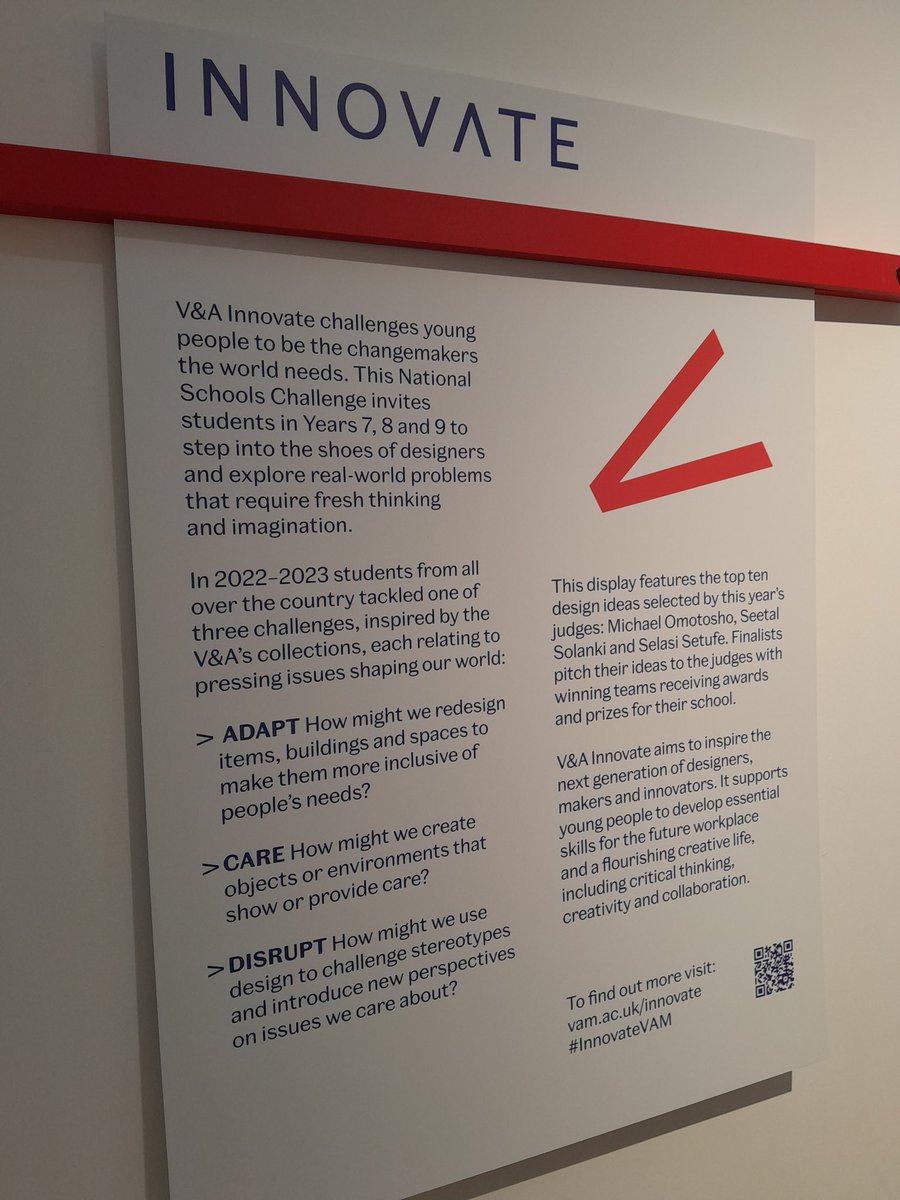 INNOVATE
V&A Innovate challenges young
people to be the changemakers
the world needs. This National
Schools Challenge invites
students in Years 7, 8 and 9 to
step into the shoes of designers
and explore real-world problems
that require fresh thinking
and imagination.
In 2022–2023 students from all
over the country tackled one of
three challenges, inspired by the
V&A's collections, each relating to
pressing issues shaping our world:
> ADAPT How might we redesign
items, buildings and spaces to
make them more inclusive of
people's needs?
> CARE How might we create
objects or environments that
show or provide care?
> DISRUPT How might we use
design to challenge stereotypes
and introduce new perspectives
on issues we care about?
This display features the top ten
design ideas selected by this year's
judges: Michael Omotosho, Seetal
Solanki and Selasi Setufe. Finalists
pitch their ideas to the judges with
winning teams receiving awards
and prizes for their school.
V&A Innovate aims to inspire the
next generation of designers,
makers and innovators. It supports
young people to develop essential
skills for the future workplace
and a flourishing creative life,
including critical thinking,
creativity and collaboration.
To find out more visit:
vam.ac.uk/innovate
#InnovateVAM